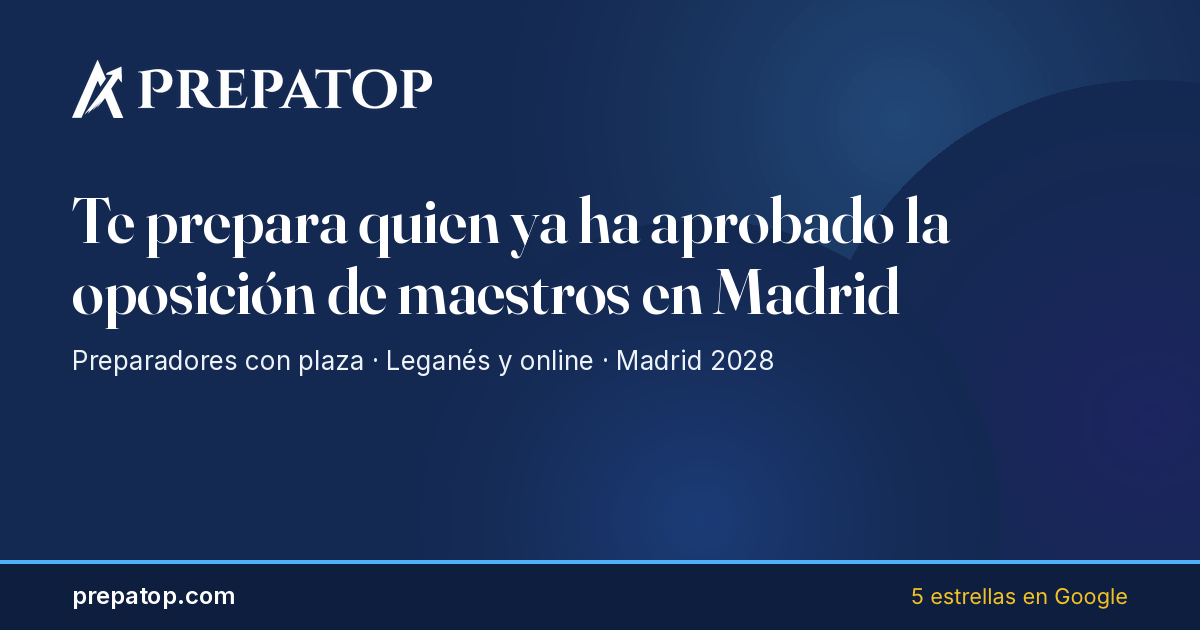 PREPATOP
Te prepara quien ya ha aprobado la
oposición de maestros en Madrid
Preparadores con plaza · Leganés y online · Madrid 2028
prepatop.com
5 estrellas en Google